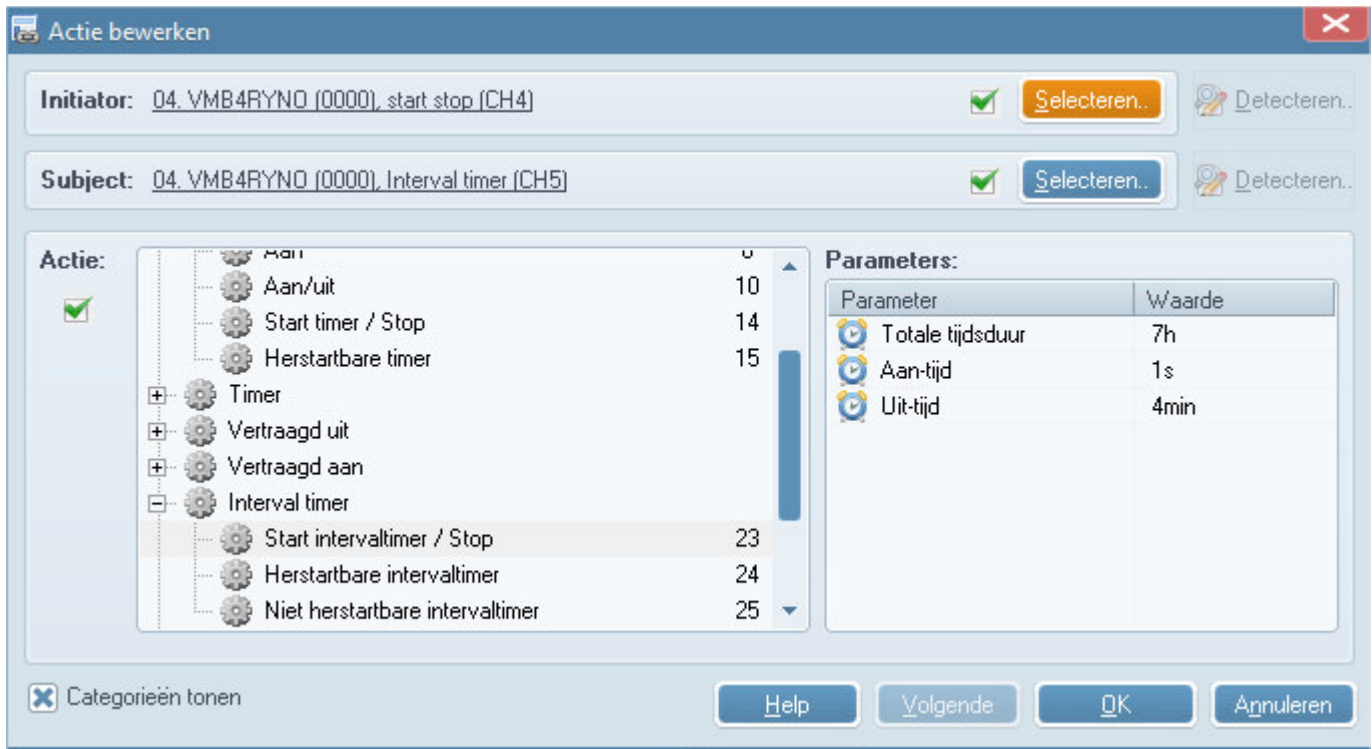 Actie bewerken
Initiator: 04. VMB4RYNO (0000), start stop (CH4) Selecteren.. Detecteren..
Subject: 04. VMB4RYNO (0000), Interval timer (CH5) Selecteren.. Detecteren..
Actie:
Aan
Aan/uit 10
Start timer / Stop 14
Herstartbare timer 15
Timer
Vertraagd uit
Vertraagd aan
Interval timer
Start intervaltimer / Stop 23
Herstartbare intervaltimer 24
Niet herstartbare intervaltimer 25
Parameters:
Parameter Waarde
Totale tijdsduur 7h
Aan-tijd 1s
Uit-tijd 4min
Categorieën tonen
Help Volgende OK Annuleren